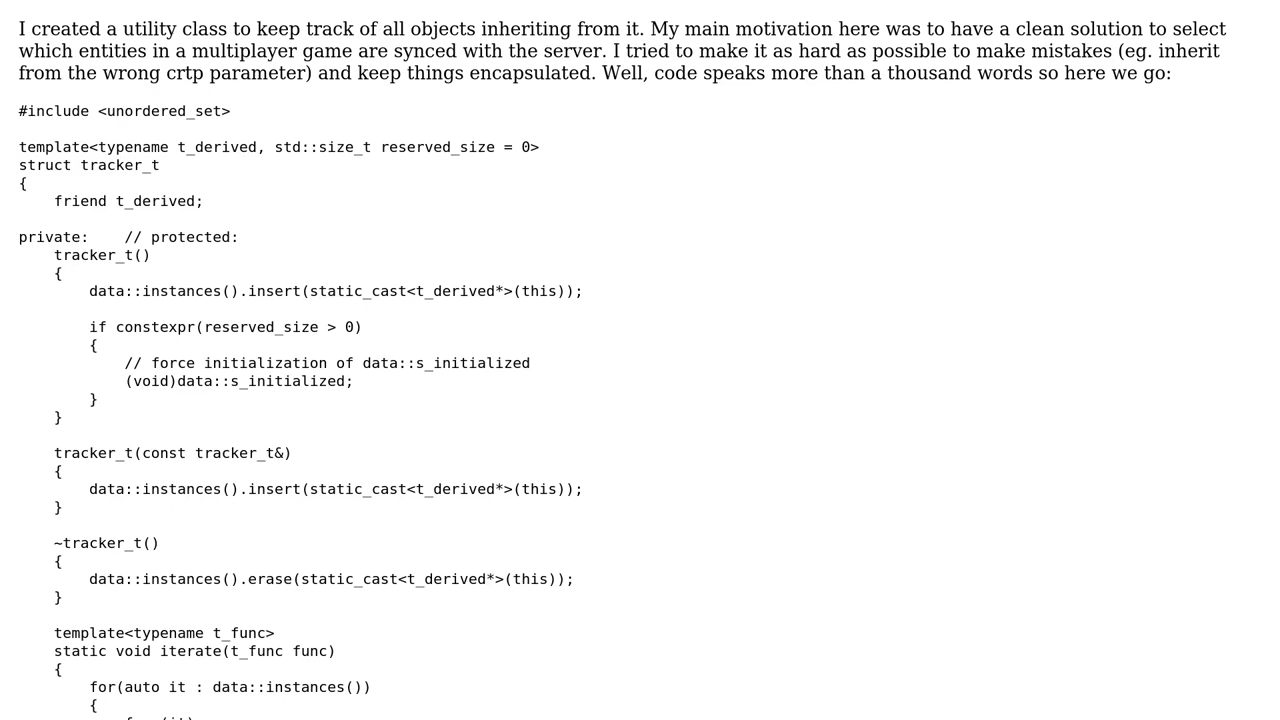 I created a utility class to keep track of all objects inheriting from it. My main motivation here was to have a clean solution to select
which entities in a multiplayer game are synced with the server. I tried to make it as hard as possible to make mistakes (eg. inherit
from the wrong crtp parameter) and keep things encapsulated. Well, code speaks more than a thousand words so here we go:
#include <unordered_set>
template<typename t_derived, std::size_t reserved_size = 0>
struct tracker_t
{
    friend t_derived;
private:    // protected:
    tracker_t()
    {
        data::instances().insert(static_cast<t_derived*>(this));
        if constexpr(reserved_size > 0)
        {
            // force initialization of data::s_initialized
            (void)data::s_initialized;
        }
    }
    tracker_t(const tracker_t&)
    {
        data::instances().insert(static_cast<t_derived*>(this));
    }
    ~tracker_t()
    {
        data::instances().erase(static_cast<t_derived*>(this));
    }
    template<typename t_func>
    static void iterate(t_func func)
    {
        for(auto it : data::instances())
        {